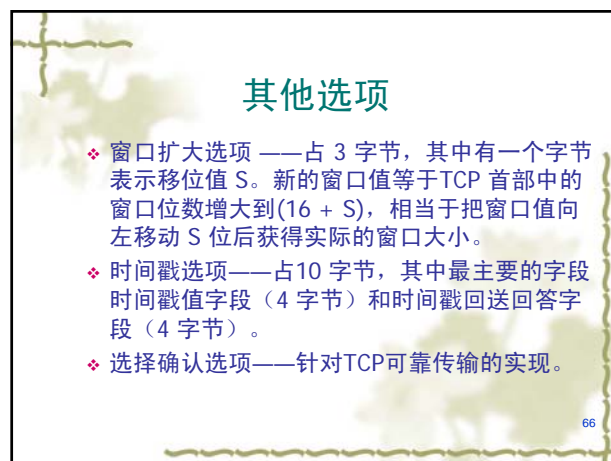 其他选项
窗口扩大选项 ——占 3 字节，其中有一个字节
表示移位值 S。新的窗口值等于TCP 首部中的
窗口位数增大到(16 + S)，相当于把窗口值向
左移动 S 位后获得实际的窗口大小。
时间戳选项——占10 字节，其中最主要的字段
时间戳值字段（4 字节）和时间戳回送回答字
段（4 字节）。
选择确认选项——针对TCP可靠传输的实现。
66